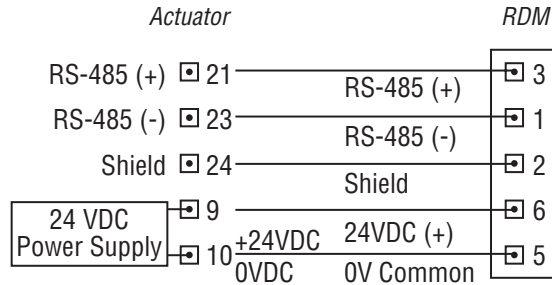 Actuator RDM
RS-485 (+) 21 3
RS-485 (+)
RS-485 (-) 23 1
RS-485 (-)
Shield 24 2
Shield
24 VDC
Power Supply
9 6
+24VDC 24VDC (+)
10 5
0VDC 0V Common